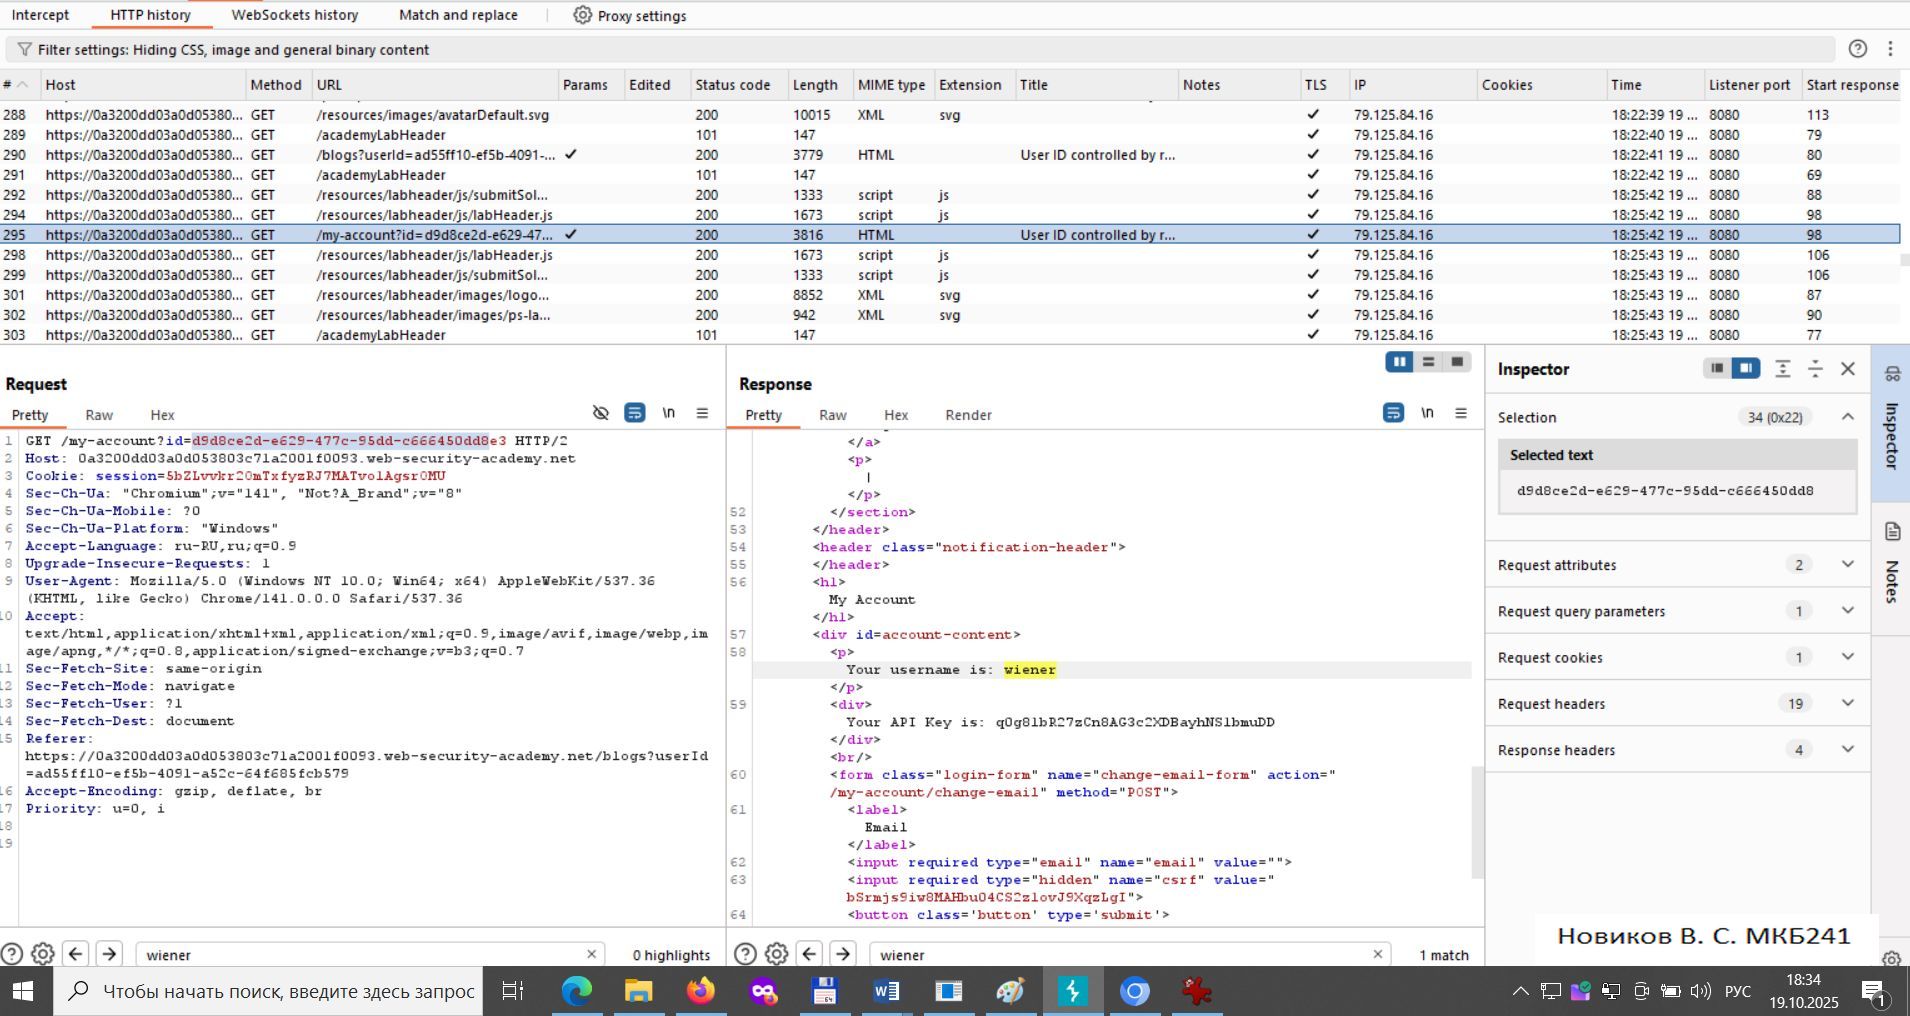 Intercept HTTP history WebSockets history Match and replace Proxy settings
Filter settings: Hiding CSS, image and general binary content
# Host Method URL Params Edited Status code Length MIME type Extension Title Notes TLS IP Cookies Time Listener port Start response
288 https://0a3200dd03a0d05380... GET /resources/images/avatarDefault.svg 200 10015 XML svg ✓ 79.125.84.16 18:22:39 19 ... 8080 113
289 https://0a3200dd03a0d05380... GET /academyLabHeader 101 147 ✓ 79.125.84.16 18:22:40 19 ... 8080 79
290 https://0a3200dd03a0d05380... GET /blogs?userId=ad55ff10-ef5b-4091-... ✓ 200 3779 HTML User ID controlled by r... ✓ 79.125.84.16 18:22:41 19 ... 8080 80
291 https://0a3200dd03a0d05380... GET /academyLabHeader 101 147 ✓ 79.125.84.16 18:22:42 19 ... 8080 69
292 https://0a3200dd03a0d05380... GET /resources/labheader/js/submitSol... 200 1333 script js ✓ 79.125.84.16 18:25:42 19 ... 8080 88
294 https://0a3200dd03a0d05380... GET /resources/labheader/js/labHeader.js 200 1673 script js ✓ 79.125.84.16 18:25:42 19 ... 8080 98
295 https://0a3200dd03a0d05380... GET /my-account?id=d9d8ce2d-e629-47... ✓ 200 3816 HTML User ID controlled by r... ✓ 79.125.84.16 18:25:42 19 ... 8080 98
298 https://0a3200dd03a0d05380... GET /resources/labheader/js/labHeader.js 200 1673 script js ✓ 79.125.84.16 18:25:43 19 ... 8080 106
299 https://0a3200dd03a0d05380... GET /resources/labheader/js/submitSol... 200 1333 script js ✓ 79.125.84.16 18:25:43 19 ... 8080 106
301 https://0a3200dd03a0d05380... GET /resources/labheader/images/logo... 200 8852 XML svg ✓ 79.125.84.16 18:25:43 19 ... 8080 87
302 https://0a3200dd03a0d05380... GET /resources/labheader/images/ps-la... 200 942 XML svg ✓ 79.125.84.16 18:25:43 19 ... 8080 90
303 https://0a3200dd03a0d05380... GET /academyLabHeader 101 147 ✓ 79.125.84.16 18:25:43 19 ... 8080 77
Request
Pretty Raw Hex \n
1 GET /my-account?id=d9d8ce2d-e629-477c-95dd-c666450dd8e3 HTTP/2
2 Host: 0a3200dd03a0d053803c71a2001f0093.web-security-academy.net
3 Cookie: session=5bZLvvkr20mTxfyzRJ7MATvolAgsr0MU
4 Sec-Ch-Ua: "Chromium";v="141", "Not?A_Brand";v="8"
5 Sec-Ch-Ua-Mobile: ?0
6 Sec-Ch-Ua-Platform: "Windows"
7 Accept-Language: ru-RU,ru;q=0.9
8 Upgrade-Insecure-Requests: 1
9 User-Agent: Mozilla/5.0 (Windows NT 10.0; Win64; x64) AppleWebKit/537.36
(KHTML, like Gecko) Chrome/141.0.0.0 Safari/537.36
10 Accept:
text/html,application/xhtml+xml,application/xml;q=0.9,image/avif,image/webp,im
age/apng,*/*;q=0.8,application/signed-exchange;v=b3;q=0.7
11 Sec-Fetch-Site: same-origin
12 Sec-Fetch-Mode: navigate
13 Sec-Fetch-User: ?1
14 Sec-Fetch-Dest: document
15 Referer:
https://0a3200dd03a0d053803c71a2001f0093.web-security-academy.net/blogs?userId
=ad55ff10-ef5b-4091-a52c-64f685fcb579
16 Accept-Encoding: gzip, deflate, br
17 Priority: u=0, i
18
19
wiener 0 highlights
Response
Pretty Raw Hex Render \n
</a>
<p>
|
</p>
52 </section>
53 </header>
54 <header class="notification-header">
55 </header>
56 <h1>
My Account
</h1>
57 <div id=account-content>
58 <p>
Your username is: wiener
</p>
59 <div>
Your API Key is: q0g81bR27zCn8AG3c2XDBayhNS1bmuDD
</div>
<br/>
60 <form class="login-form" name="change-email-form" action="
/my-account/change-email" method="POST">
61 <label>
Email
</label>
62 <input required type="email" name="email" value="">
63 <input required type="hidden" name="csrf" value="
bSrmjs9iw8MAHbu04CS2zlovJ9XqzLgI">
64 <button class='button' type='submit'>
wiener 1 match
Inspector
Selection 34 (0x22)
Selected text
d9d8ce2d-e629-477c-95dd-c666450dd8
Request attributes 2
Request query parameters 1
Request cookies 1
Request headers 19
Response headers 4
Inspector
Notes
Новиков В. С. МКБ241
Чтобы начать поиск, введите здесь запрос
РУС
18:34
19.10.2025
1